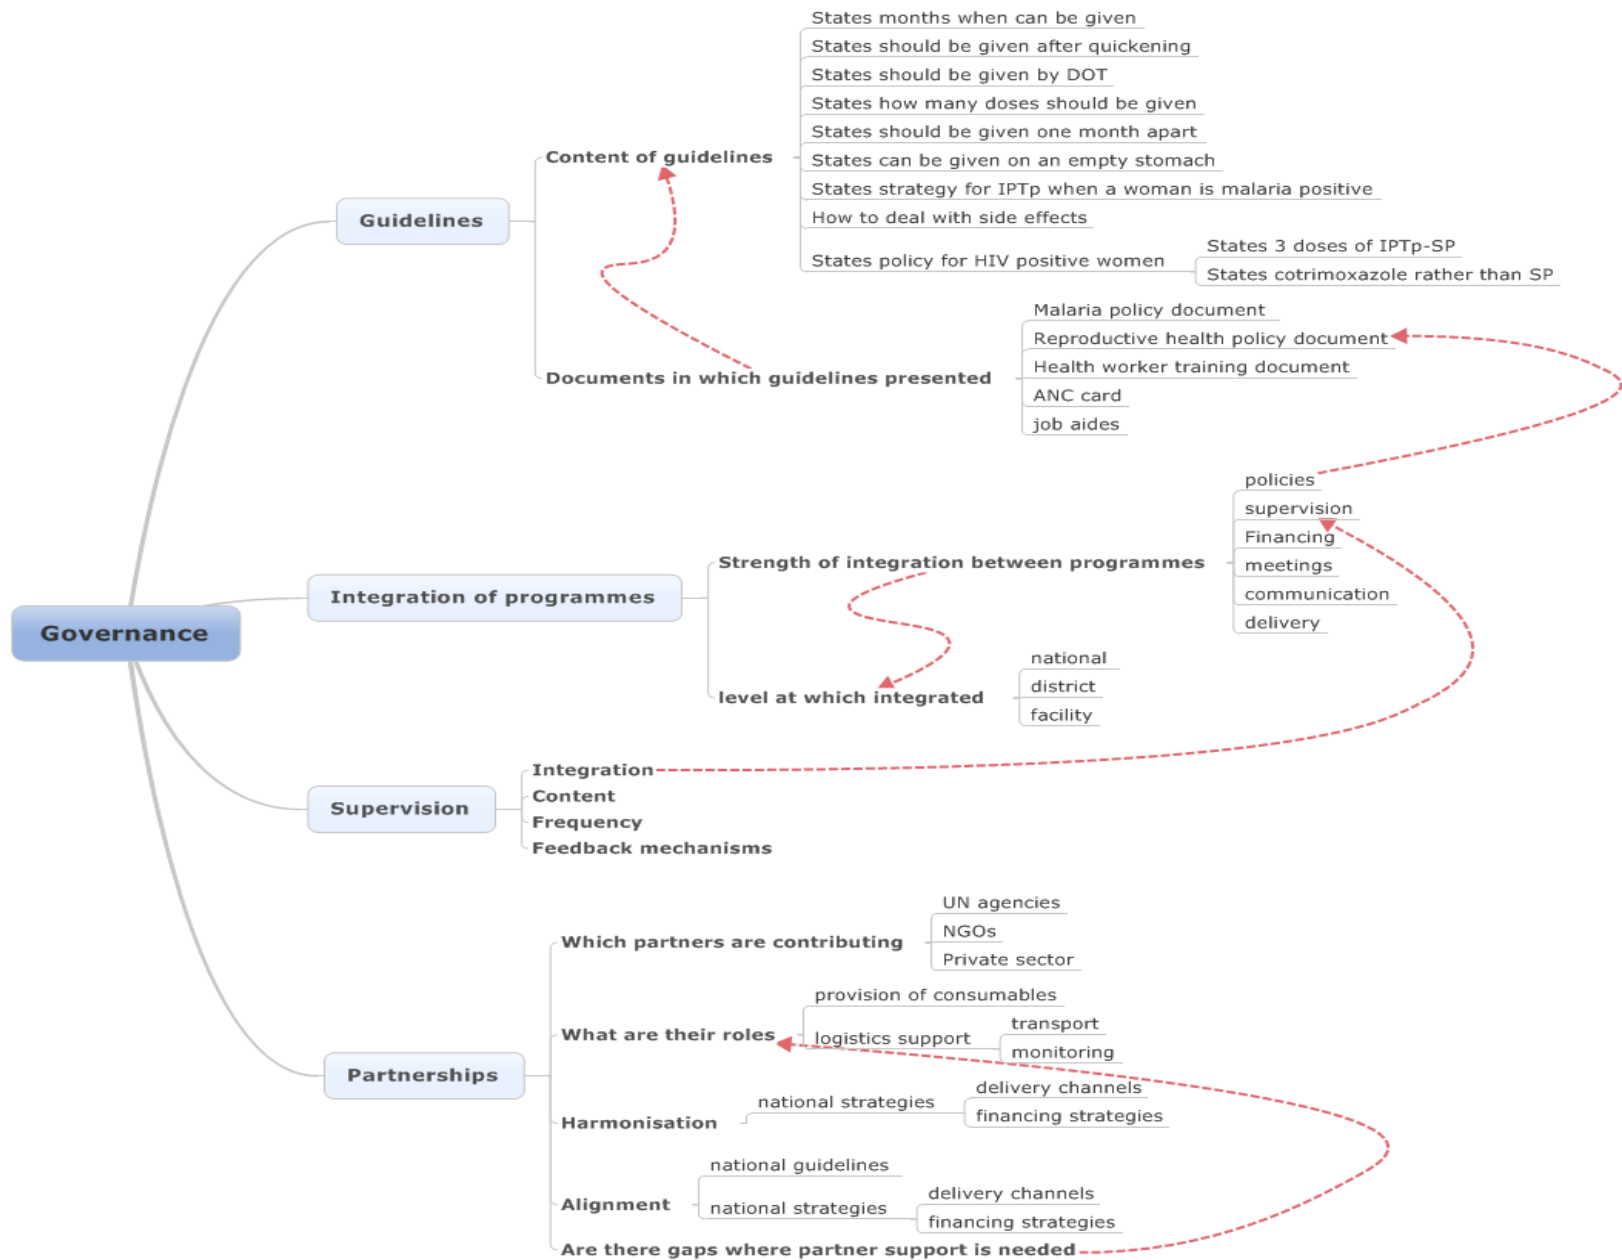 Governance
Guidelines
Content of guidelines
States months when can be given
States should be given after quickening
States should be given by DOT
States how many doses should be given
States should be given one month apart
States can be given on an empty stomach
States strategy for IPTp when a woman is malaria positive
How to deal with side effects
States policy for HIV positive women
States 3 doses of IPTp-SP
States cotrimoxazole rather than SP
Documents in which guidelines presented
Malaria policy document
Reproductive health policy document
Health worker training document
ANC card
job aides
Integration of programmes
Strength of integration between programmes
policies
supervision
Financing
meetings
communication
delivery
level at which integrated
national
district
facility
Supervision
Integration
Content
Frequency
Feedback mechanisms
Partnerships
Which partners are contributing
UN agencies
NGOs
Private sector
What are their roles
provision of consumables
logistics support
transport
monitoring
Harmonisation
national strategies
delivery channels
financing strategies
Alignment
national guidelines
national strategies
delivery channels
financing strategies
Are there gaps where partner support is needed